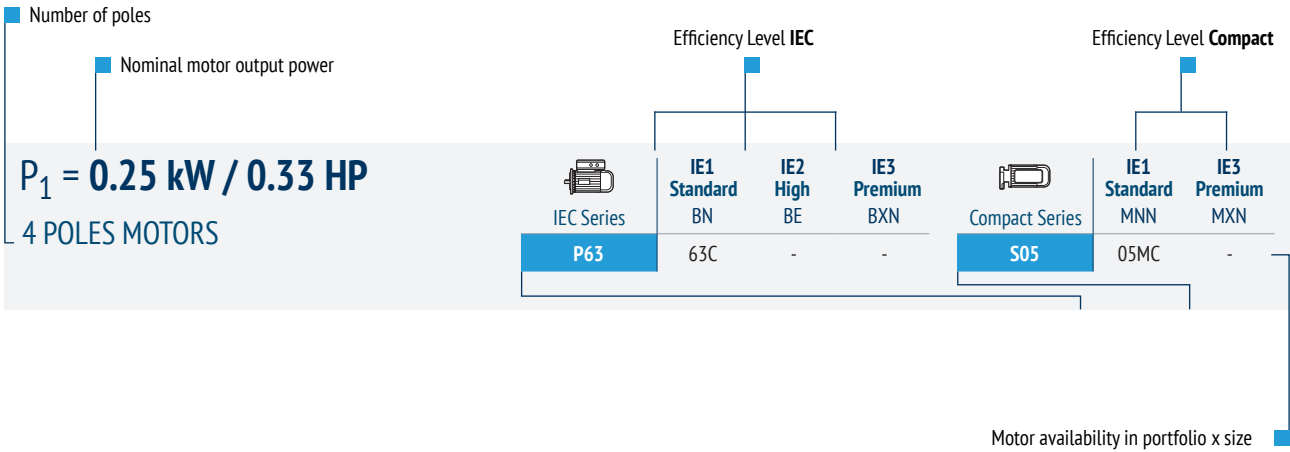 Number of poles
Efficiency Level IEC
Efficiency Level Compact
Nominal motor output power
P1 = 0.25 kW / 0.33 HP
4 POLES MOTORS
IEC Series
IE1 Standard BN
IE2 High BE
IE3 Premium BXN
Compact Series
IE1 Standard MNN
IE3 Premium MXN
P63 63C - -
S05 05MC -
Motor availability in portfolio x size